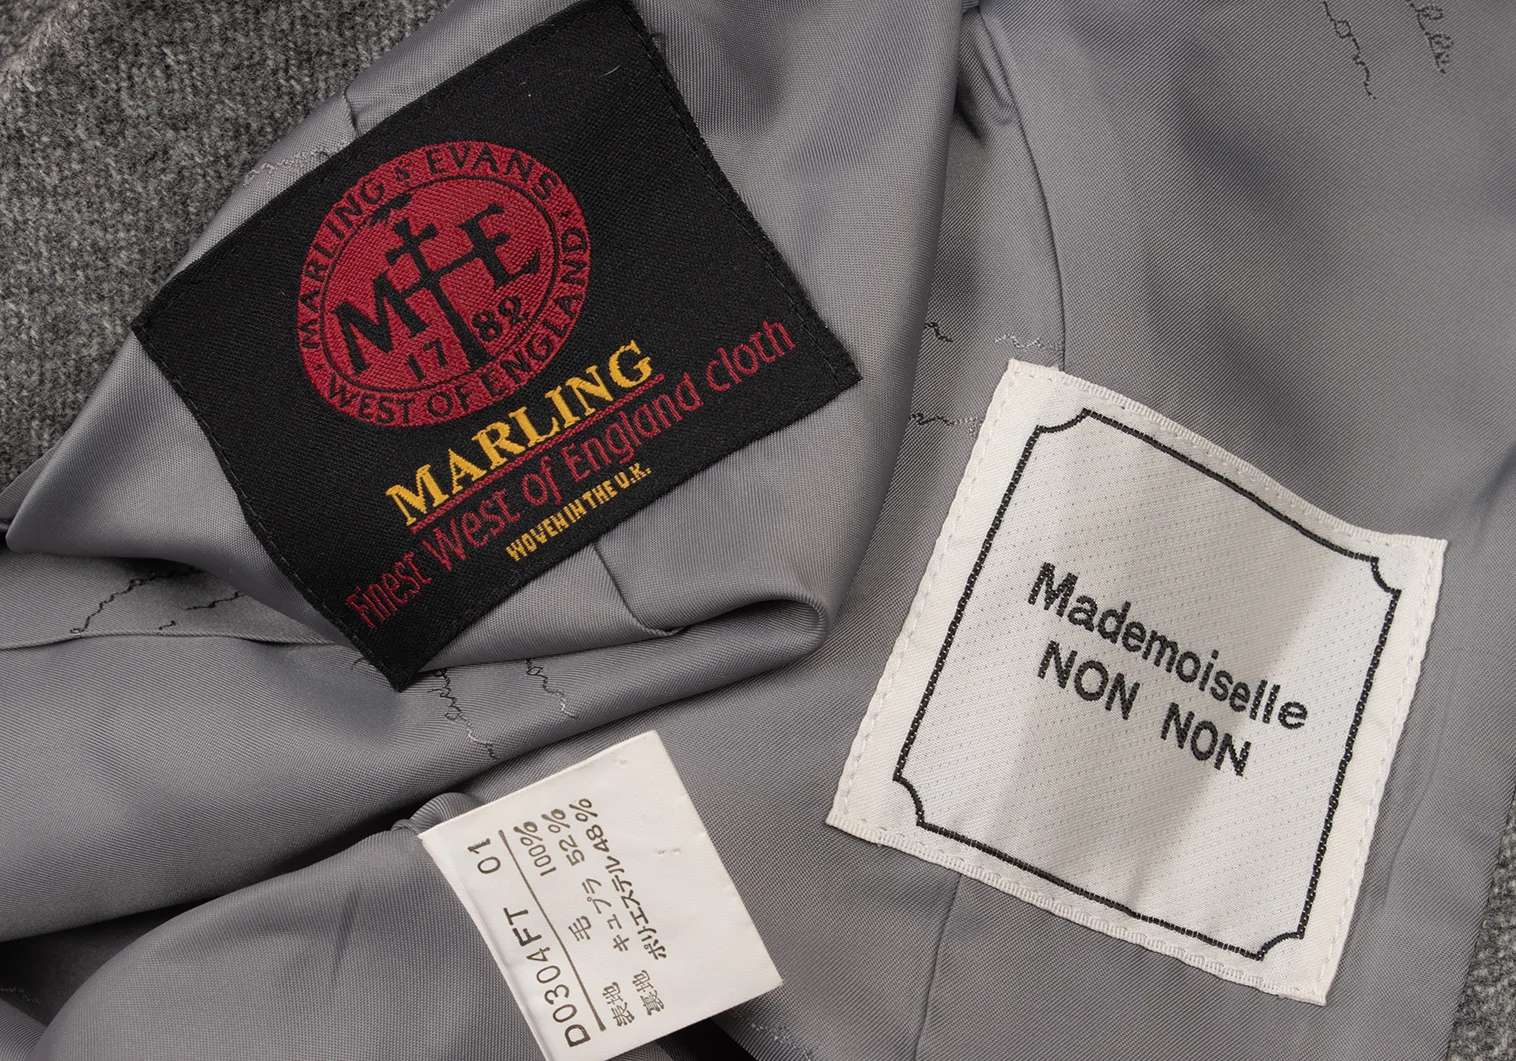 MARLING & EVANS
M E
17 82
WEST OF ENGLAND
MARLING
Finest West of England cloth
WOVEN IN THE U.K.
Mademoiselle
NON NON
D0304FT 01
表地 毛 100%
裏地 キュプラ 52%
ポリエステル 48%